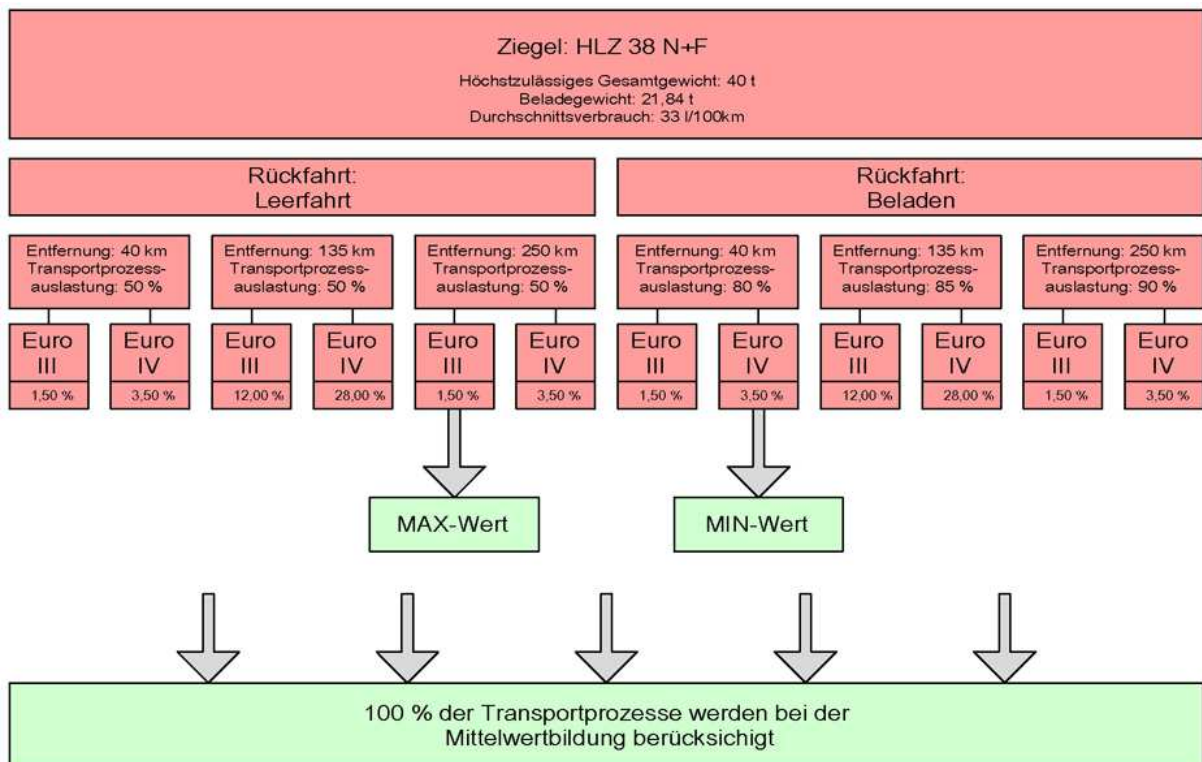 Ziegel: HLZ 38 N+F
Höchstzulässiges Gesamtgewicht: 40 t
Beladegewicht: 21,84 t
Durchschnittsverbrauch: 33 l/100km
Rückfahrt:
Leerfahrt
Rückfahrt:
Beladen
Entfernung: 40 km
Transportprozess-
auslastung: 50 %
Entfernung: 135 km
Transportprozess-
auslastung: 50 %
Entfernung: 250 km
Transportprozess-
auslastung: 50 %
Entfernung: 40 km
Transportprozess-
auslastung: 80 %
Entfernung: 135 km
Transportprozess-
auslastung: 85 %
Entfernung: 250 km
Transportprozess-
auslastung: 90 %
Euro
III
1,50 %
Euro
IV
3,50 %
Euro
III
12,00 %
Euro
IV
28,00 %
Euro
III
1,50 %
Euro
IV
3,50 %
Euro
III
1,50 %
Euro
IV
3,50 %
Euro
III
12,00 %
Euro
IV
28,00 %
Euro
III
1,50 %
Euro
IV
3,50 %
MAX-Wert
MIN-Wert
100 % der Transportprozesse werden bei der
Mittelwertbildung berücksichigt